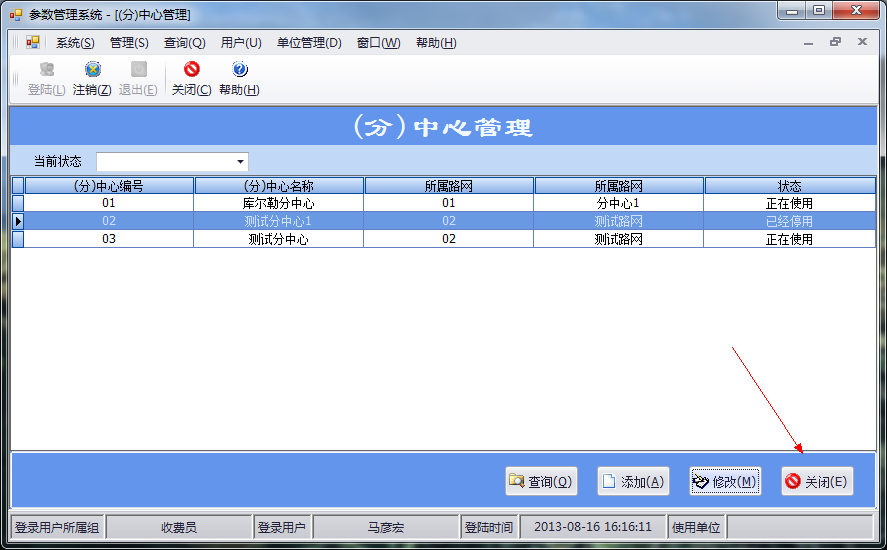 参数管理系统 - [(分)中心管理]
系统(S) 管理(S) 查询(Q) 用户(U) 单位管理(D) 窗口(W) 帮助(H)
登陆(L) 注销(Z) 退出(E) 关闭(C) 帮助(H)
(分)中心管理
当前状态
(分)中心编号 (分)中心名称 所属路网 所属路网 状态
01 库尔勒分中心 01 分中心1 正在使用
02 测试分中心1 02 测试路网 已经停用
03 测试分中心 02 测试路网 正在使用
查询(Q) 添加(A) 修改(M) 关闭(E)
登录用户所属组 收费员 登录用户 马彦宏 登陆时间 2013-08-16 16:16:11 使用单位